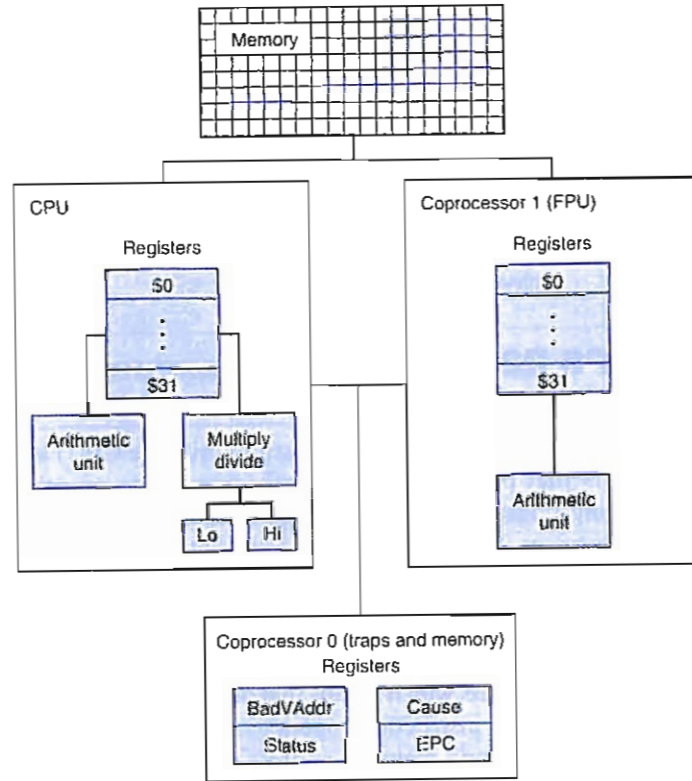 Memory
CPU
Registers
$0
$31
Arithmetic
unit
Multiply
divide
Lo
Hi
Coprocessor 1 (FPU)
Registers
$0
$31
Arithmetic
unit
Coprocessor 0 (traps and memory)
Registers
BadVAddr
Status
Cause
EPC